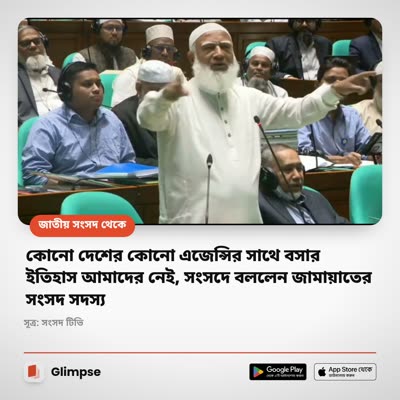 জাতীয় সংসদ থেকে
কোনো দেশের কোনো এজেন্সির সাথে বসার
ইতিহাস আমাদের নেই, সংসদে বললেন জামায়াতের
সংসদ সদস্য
সূত্র: সংসদ টিভি
Glimpse
Google Play
App Store থেকে